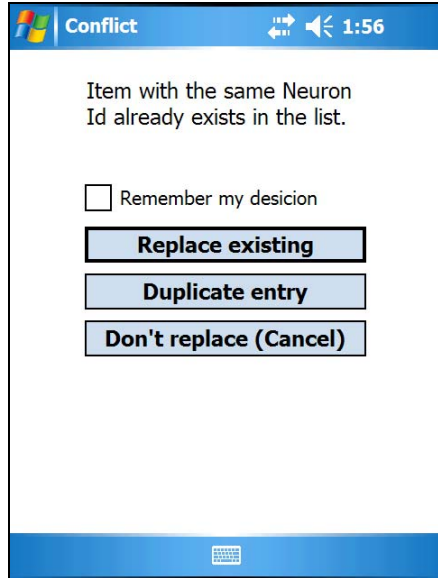 Conflict 1:56
Item with the same Neuron
Id already exists in the list.
Remember my desicion
Replace existing
Duplicate entry
Don't replace (Cancel)